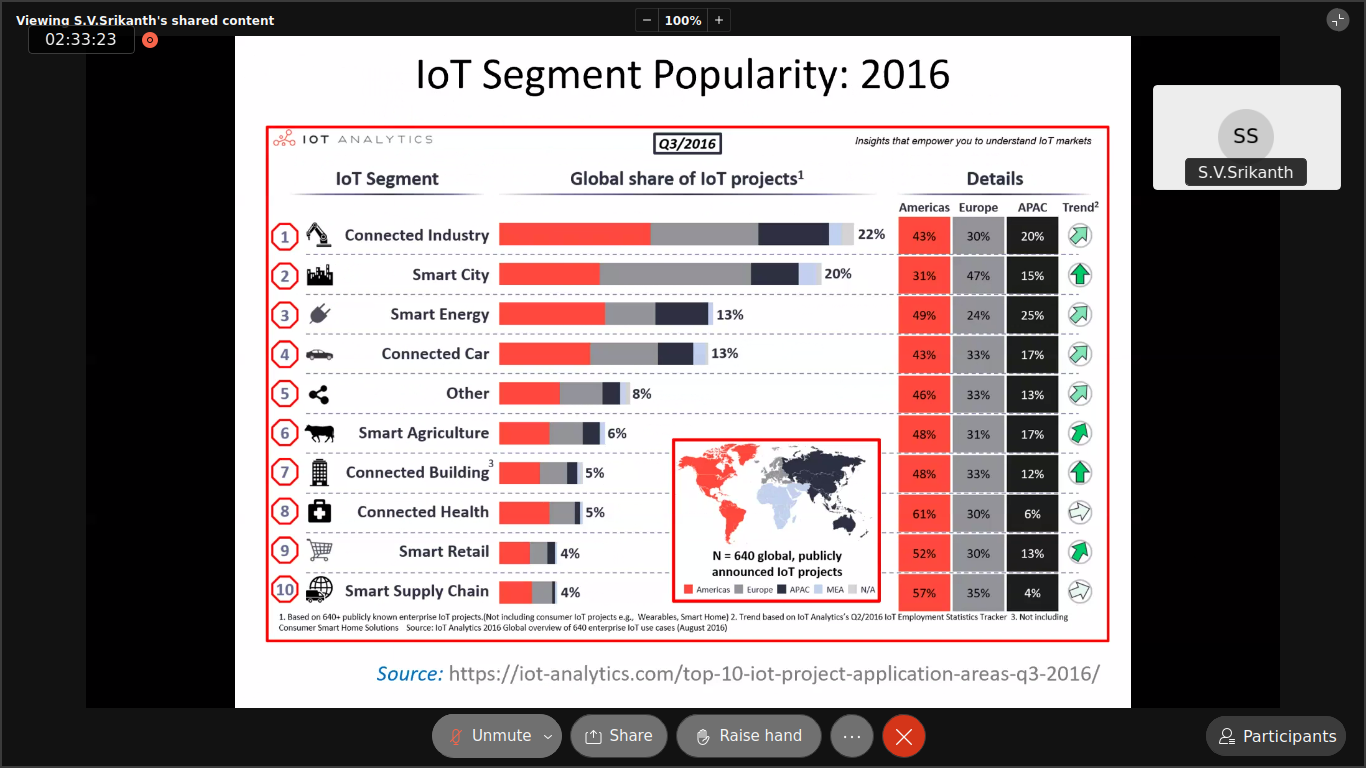 Viewing S.V.Srikanth's shared content
− 100% +
02:33:23
IoT Segment Popularity: 2016
SS
S.V.Srikanth
IOT ANALYTICS
Q3/2016
Insights that empower you to understand IoT markets
IoT Segment Global share of IoT projects1 Details
Americas Europe APAC Trend2
1 Connected Industry 22% 43% 30% 20%
2 Smart City 20% 31% 47% 15%
3 Smart Energy 13% 49% 24% 25%
4 Connected Car 13% 43% 33% 17%
5 Other 8% 46% 33% 13%
6 Smart Agriculture 6% 48% 31% 17%
7 Connected Building3 5% 48% 33% 12%
8 Connected Health 5% 61% 30% 6%
9 Smart Retail 4% 52% 30% 13%
10 Smart Supply Chain 4% 57% 35% 4%
N = 640 global, publicly
announced IoT projects
Americas Europe APAC MEA N/A
1. Based on 640+ publicly known enterprise IoT projects.(Not including consumer IoT projects e.g., Wearables, Smart Home) 2. Trend based on IoT Analytics's Q2/2016 IoT Employment Statistics Tracker 3. Not including
Consumer Smart Home Solutions Source: IoT Analytics 2016 Global overview of 640 enterprise IoT use cases (August 2016)
Source: https://iot-analytics.com/top-10-iot-project-application-areas-q3-2016/
Unmute Share Raise hand ... Participants